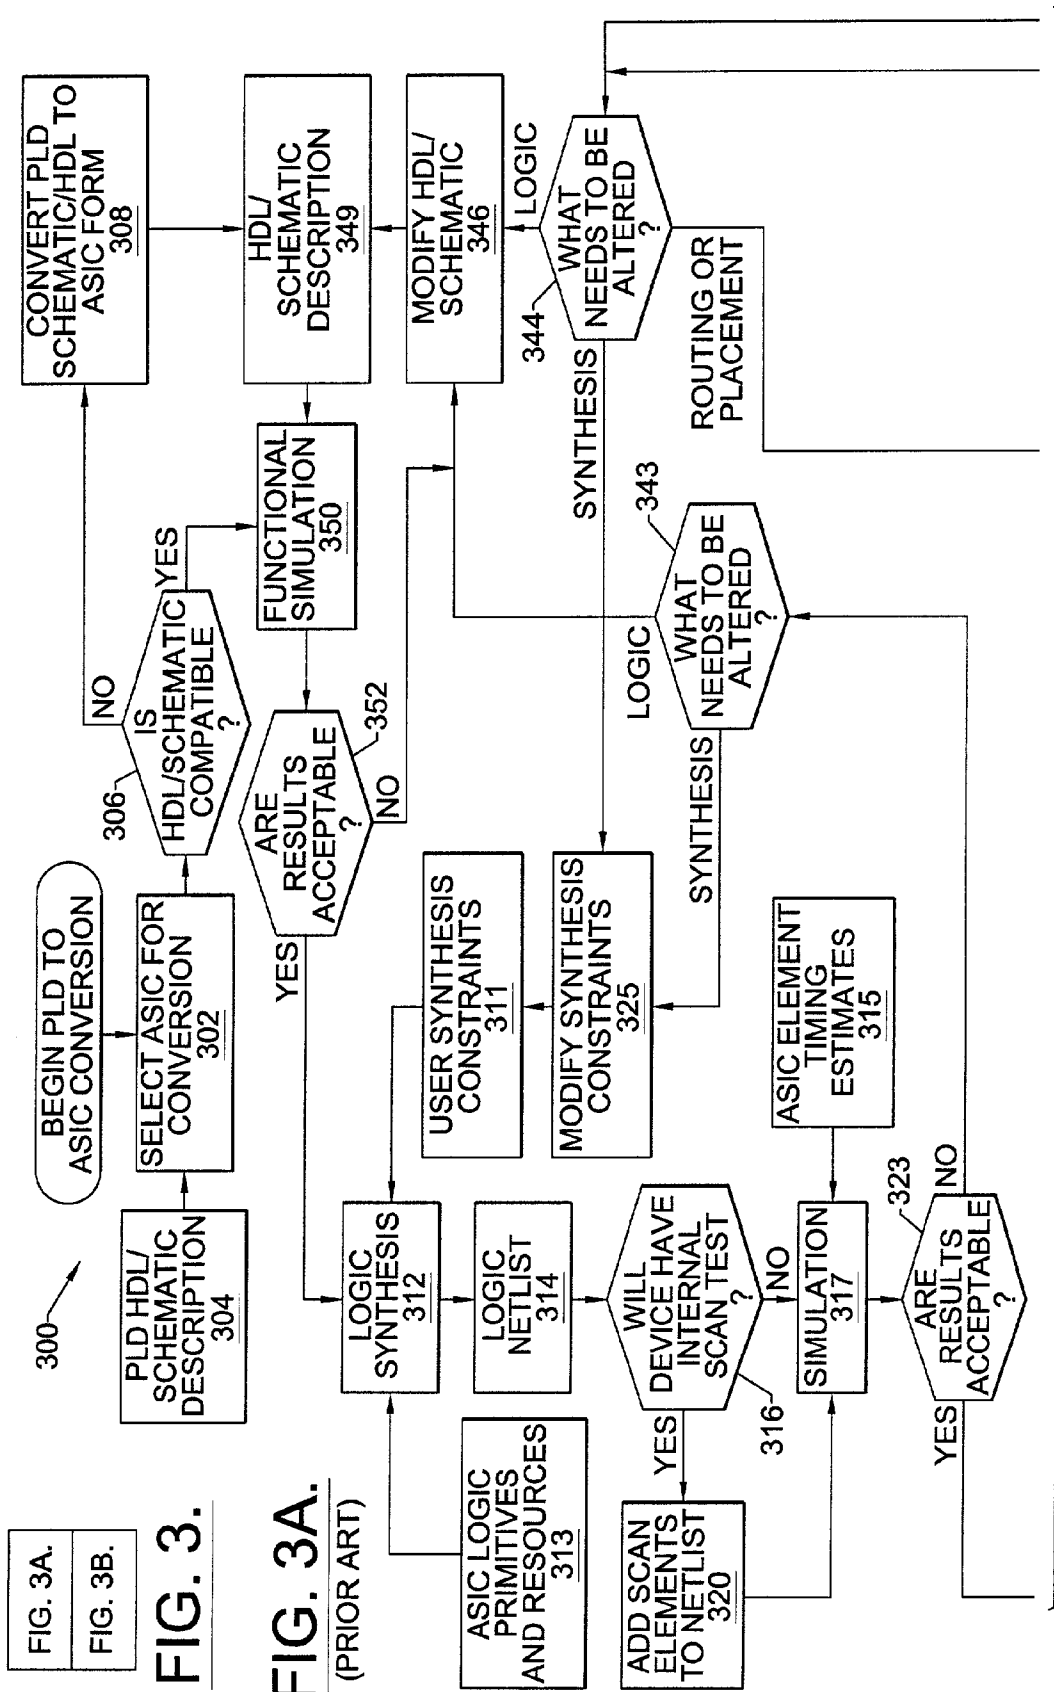 FIG. 3A.
FIG. 3B.
FIG. 3.
FIG. 3A.
(PRIOR ART)
300
BEGIN PLD TO
ASIC CONVERSION
PLD HDL/
SCHEMATIC
DESCRIPTION
304
SELECT ASIC FOR
CONVERSION
302
306
IS
HDL/SCHEMATIC
COMPATIBLE
?
NO
YES
CONVERT PLD
SCHEMATIC/HDL TO
ASIC FORM
308
HDL/
SCHEMATIC
DESCRIPTION
349
FUNCTIONAL
SIMULATION
350
ARE
RESULTS
ACCEPTABLE
?
352
YES
NO
MODIFY HDL/
SCHEMATIC
346
LOGIC
344
WHAT
NEEDS TO BE
ALTERED
?
SYNTHESIS
ROUTING OR
PLACEMENT
ASIC LOGIC
PRIMITIVES
AND RESOURCES
313
LOGIC
SYNTHESIS
312
USER SYNTHESIS
CONSTRAINTS
311
LOGIC
NETLIST
314
MODIFY SYNTHESIS
CONSTRAINTS
325
LOGIC
343
WHAT
NEEDS TO BE
ALTERED
?
SYNTHESIS
WILL
DEVICE HAVE
INTERNAL
SCAN TEST
?
316
YES
NO
ADD SCAN
ELEMENTS
TO NETLIST
320
SIMULATION
317
ASIC ELEMENT
TIMING
ESTIMATES
315
ARE
RESULTS
ACCEPTABLE
?
323
YES
NO